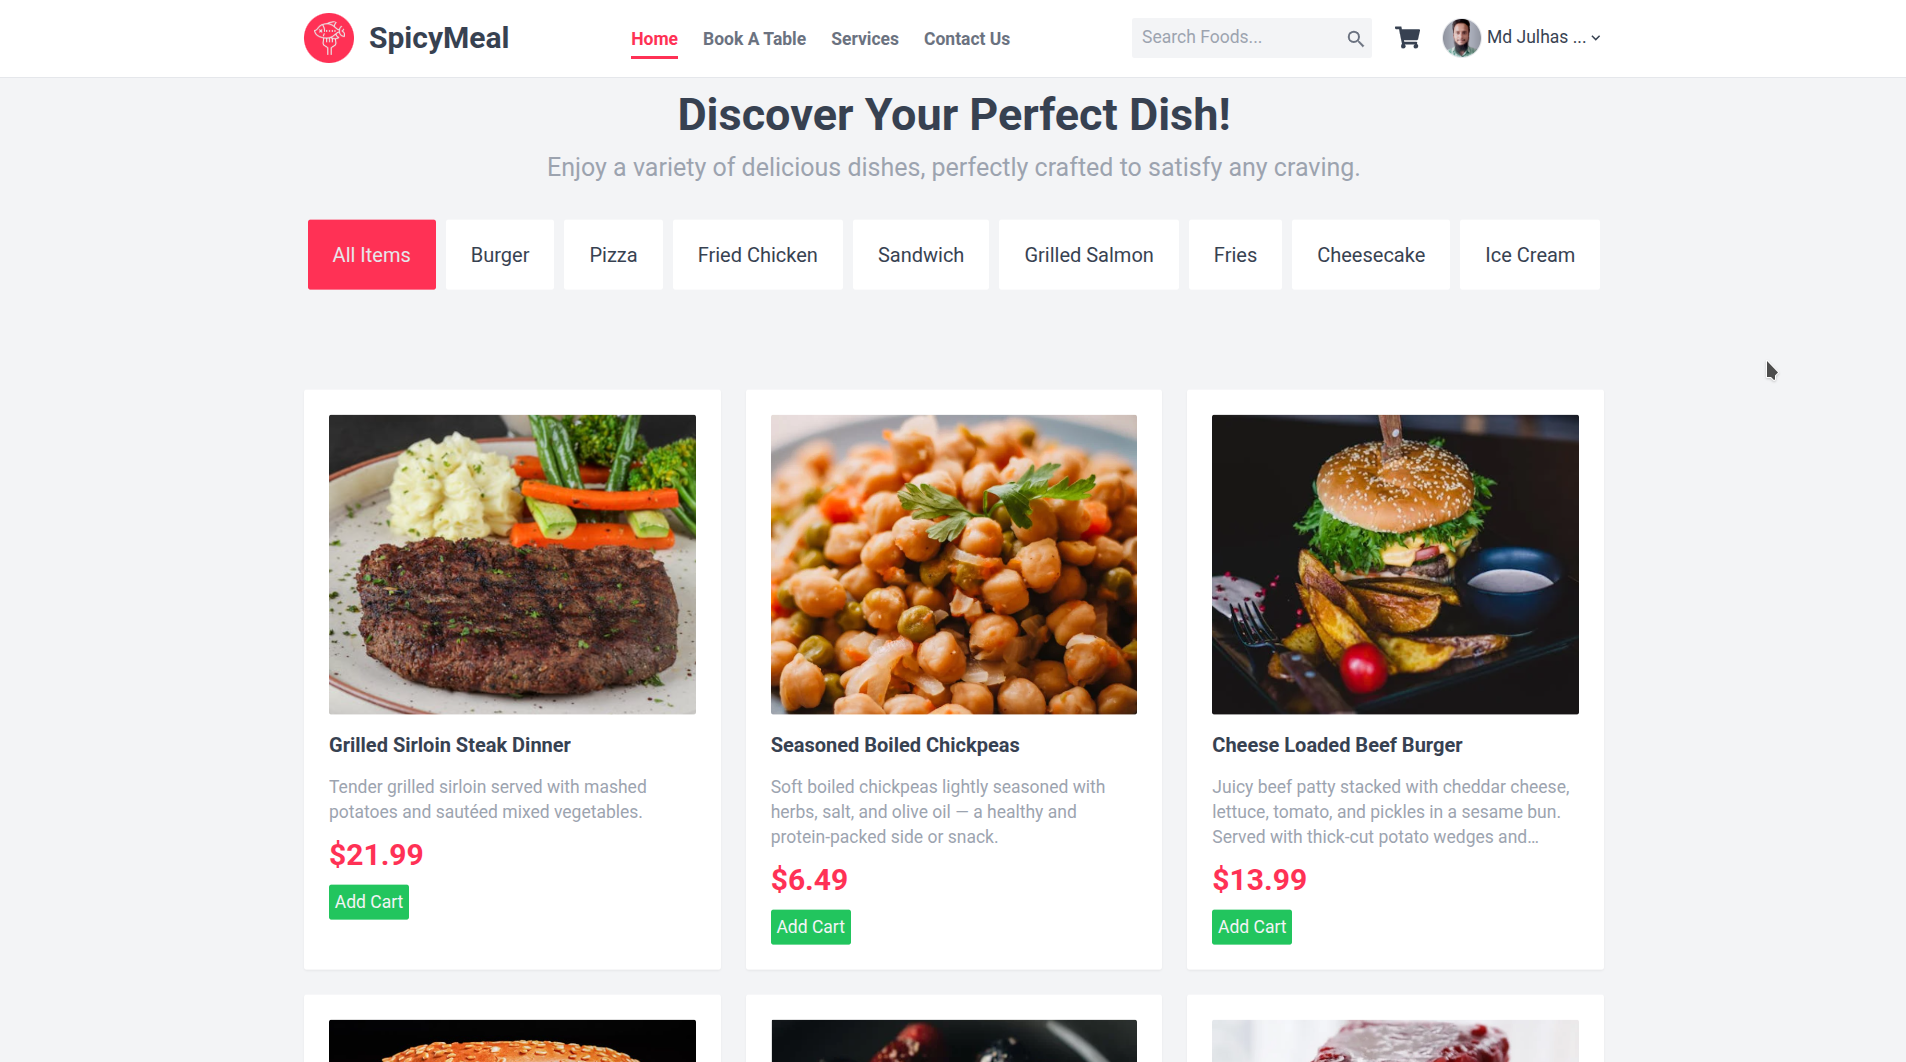 SpicyMeal
Home
Book A Table
Services
Contact Us
Search Foods...
Md Julhas ...
Discover Your Perfect Dish!
Enjoy a variety of delicious dishes, perfectly crafted to satisfy any craving.
All Items
Burger
Pizza
Fried Chicken
Sandwich
Grilled Salmon
Fries
Cheesecake
Ice Cream
Grilled Sirloin Steak Dinner
Tender grilled sirloin served with mashed
potatoes and sautéed mixed vegetables.
$21.99
Add Cart
Seasoned Boiled Chickpeas
Soft boiled chickpeas lightly seasoned with
herbs, salt, and olive oil — a healthy and
protein-packed side or snack.
$6.49
Add Cart
Cheese Loaded Beef Burger
Juicy beef patty stacked with cheddar cheese,
lettuce, tomato, and pickles in a sesame bun.
Served with thick-cut potato wedges and...
$13.99
Add Cart